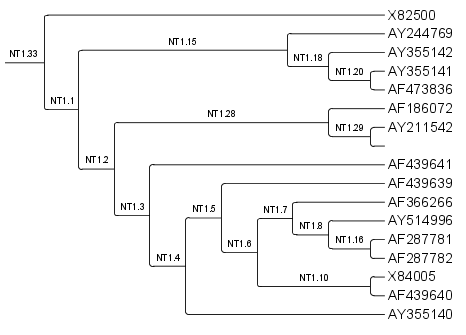 X82500
AY244769
NT1.33
NT1.15
AY355142
NT1.18
AY355141
NT1.20
AF473836
NT1.1
AF186072
NT1.28
AY211542
NT1.29
NT1.2
AF439641
AF439639
NT1.3
NT1.5
NT1.7
AF366266
AY514996
NT1.8
AF287781
NT1.16
NT1.6
NT1.4
AF287782
X84005
NT1.10
AF439640
AY355140